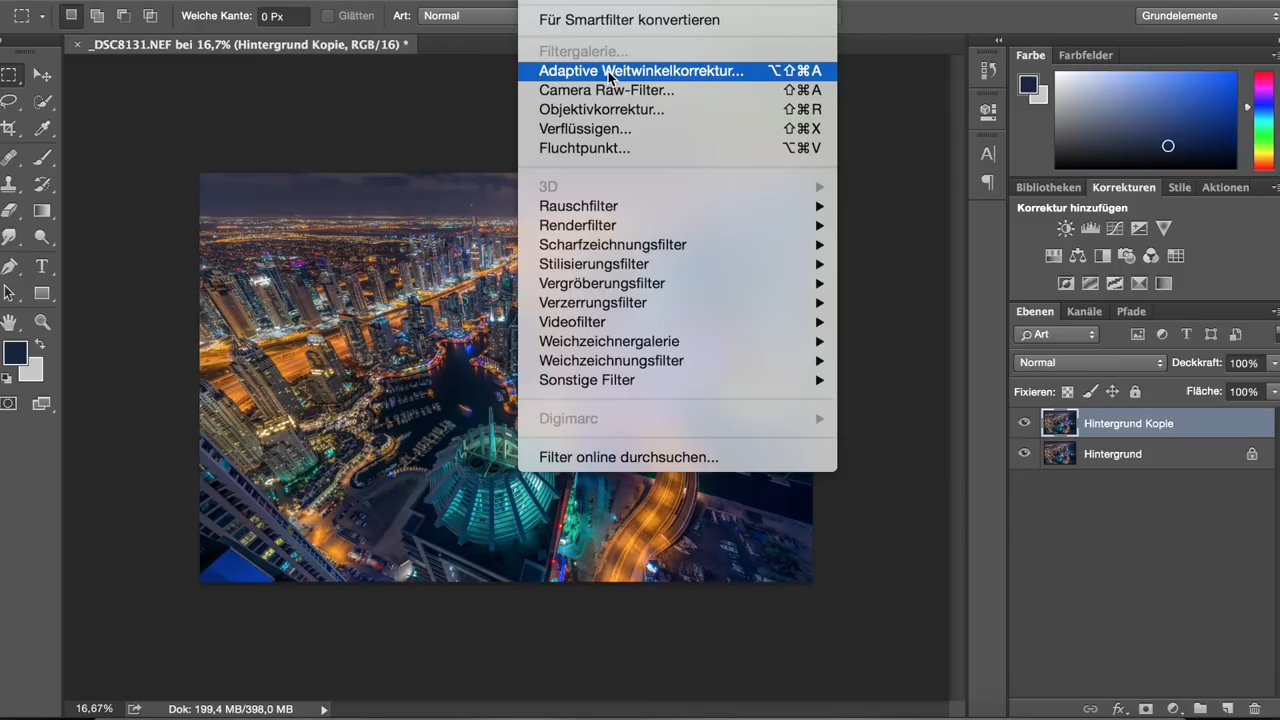 Weiche Kante: 0 Px Glätten Art: Normal Grundelemente
× _DSC8131.NEF bei 16,7% (Hintergrund Kopie, RGB/16) *
Für Smartfilter konvertieren
Filtergalerie...
Adaptive Weitwinkelkorrektur... ⌥⇧⌘A
Camera Raw-Filter... ⇧⌘A
Objektivkorrektur... ⇧⌘R
Verflüssigen... ⇧⌘X
Fluchtpunkt... ⌥⌘V
3D
Rauschfilter
Renderfilter
Scharfzeichnungsfilter
Stilisierungsfilter
Vergröberungsfilter
Verzerrungsfilter
Videofilter
Weichzeichnergalerie
Weichzeichnungsfilter
Sonstige Filter
Digimarc
Filter online durchsuchen...
Farbe Farbfelder
Bibliotheken Korrekturen Stile Aktionen
Korrektur hinzufügen
Ebenen Kanäle Pfade
Art
Normal Deckkraft: 100%
Fixieren: Fläche: 100%
Hintergrund Kopie
Hintergrund
16,67% Dok: 199,4 MB/398,0 MB